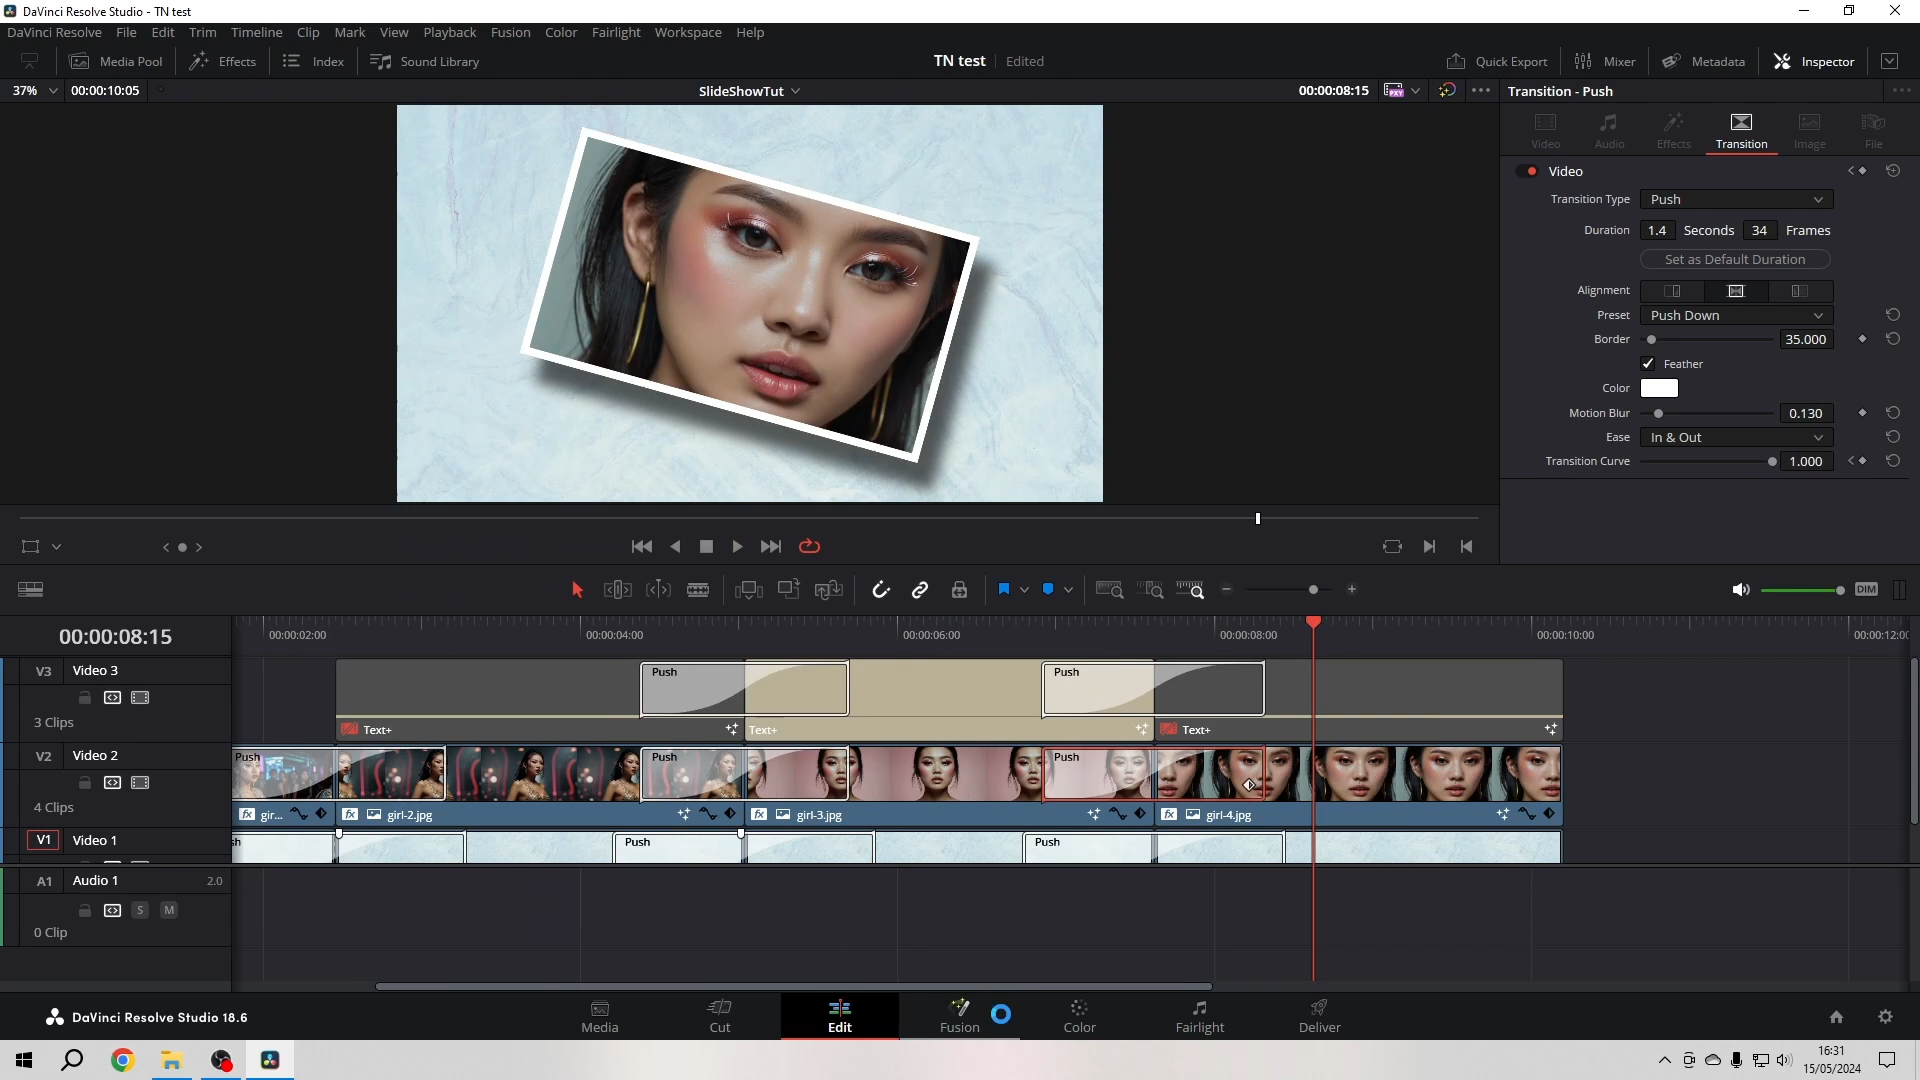 DaVinci Resolve Studio - TN test
DaVinci Resolve File Edit Trim Timeline Clip Mark View Playback Fusion Color Fairlight Workspace Help
Media Pool Effects Index Sound Library TN test Edited Quick Export Mixer Metadata Inspector
37% 00:00:10:05 SlideShowTut 00:00:08:15 PXY Transition - Push
Video Audio Effects Transition Image File
Video
Transition Type Push
Duration 1.4 Seconds 34 Frames
Set as Default Duration
Alignment
Preset Push Down
Border 35.000
Feather
Color
Motion Blur 0.130
Ease In & Out
Transition Curve 1.000
DIM
00:00:08:15 00:00:02:00 00:00:04:00 00:00:06:00 00:00:08:00 00:00:10:00 00:00:12:00
V3 Video 3 Push Push
3 Clips Text+ Text+ Text+
V2 Video 2 Push Push Push
4 Clips fx gir... fx girl-2.jpg fx girl-3.jpg fx girl-4.jpg
V1 Video 1 Push Push
A1 Audio 1 2.0
S M
0 Clip
DaVinci Resolve Studio 18.6 Media Cut Edit Fusion Color Fairlight Deliver
16:31
15/05/2024